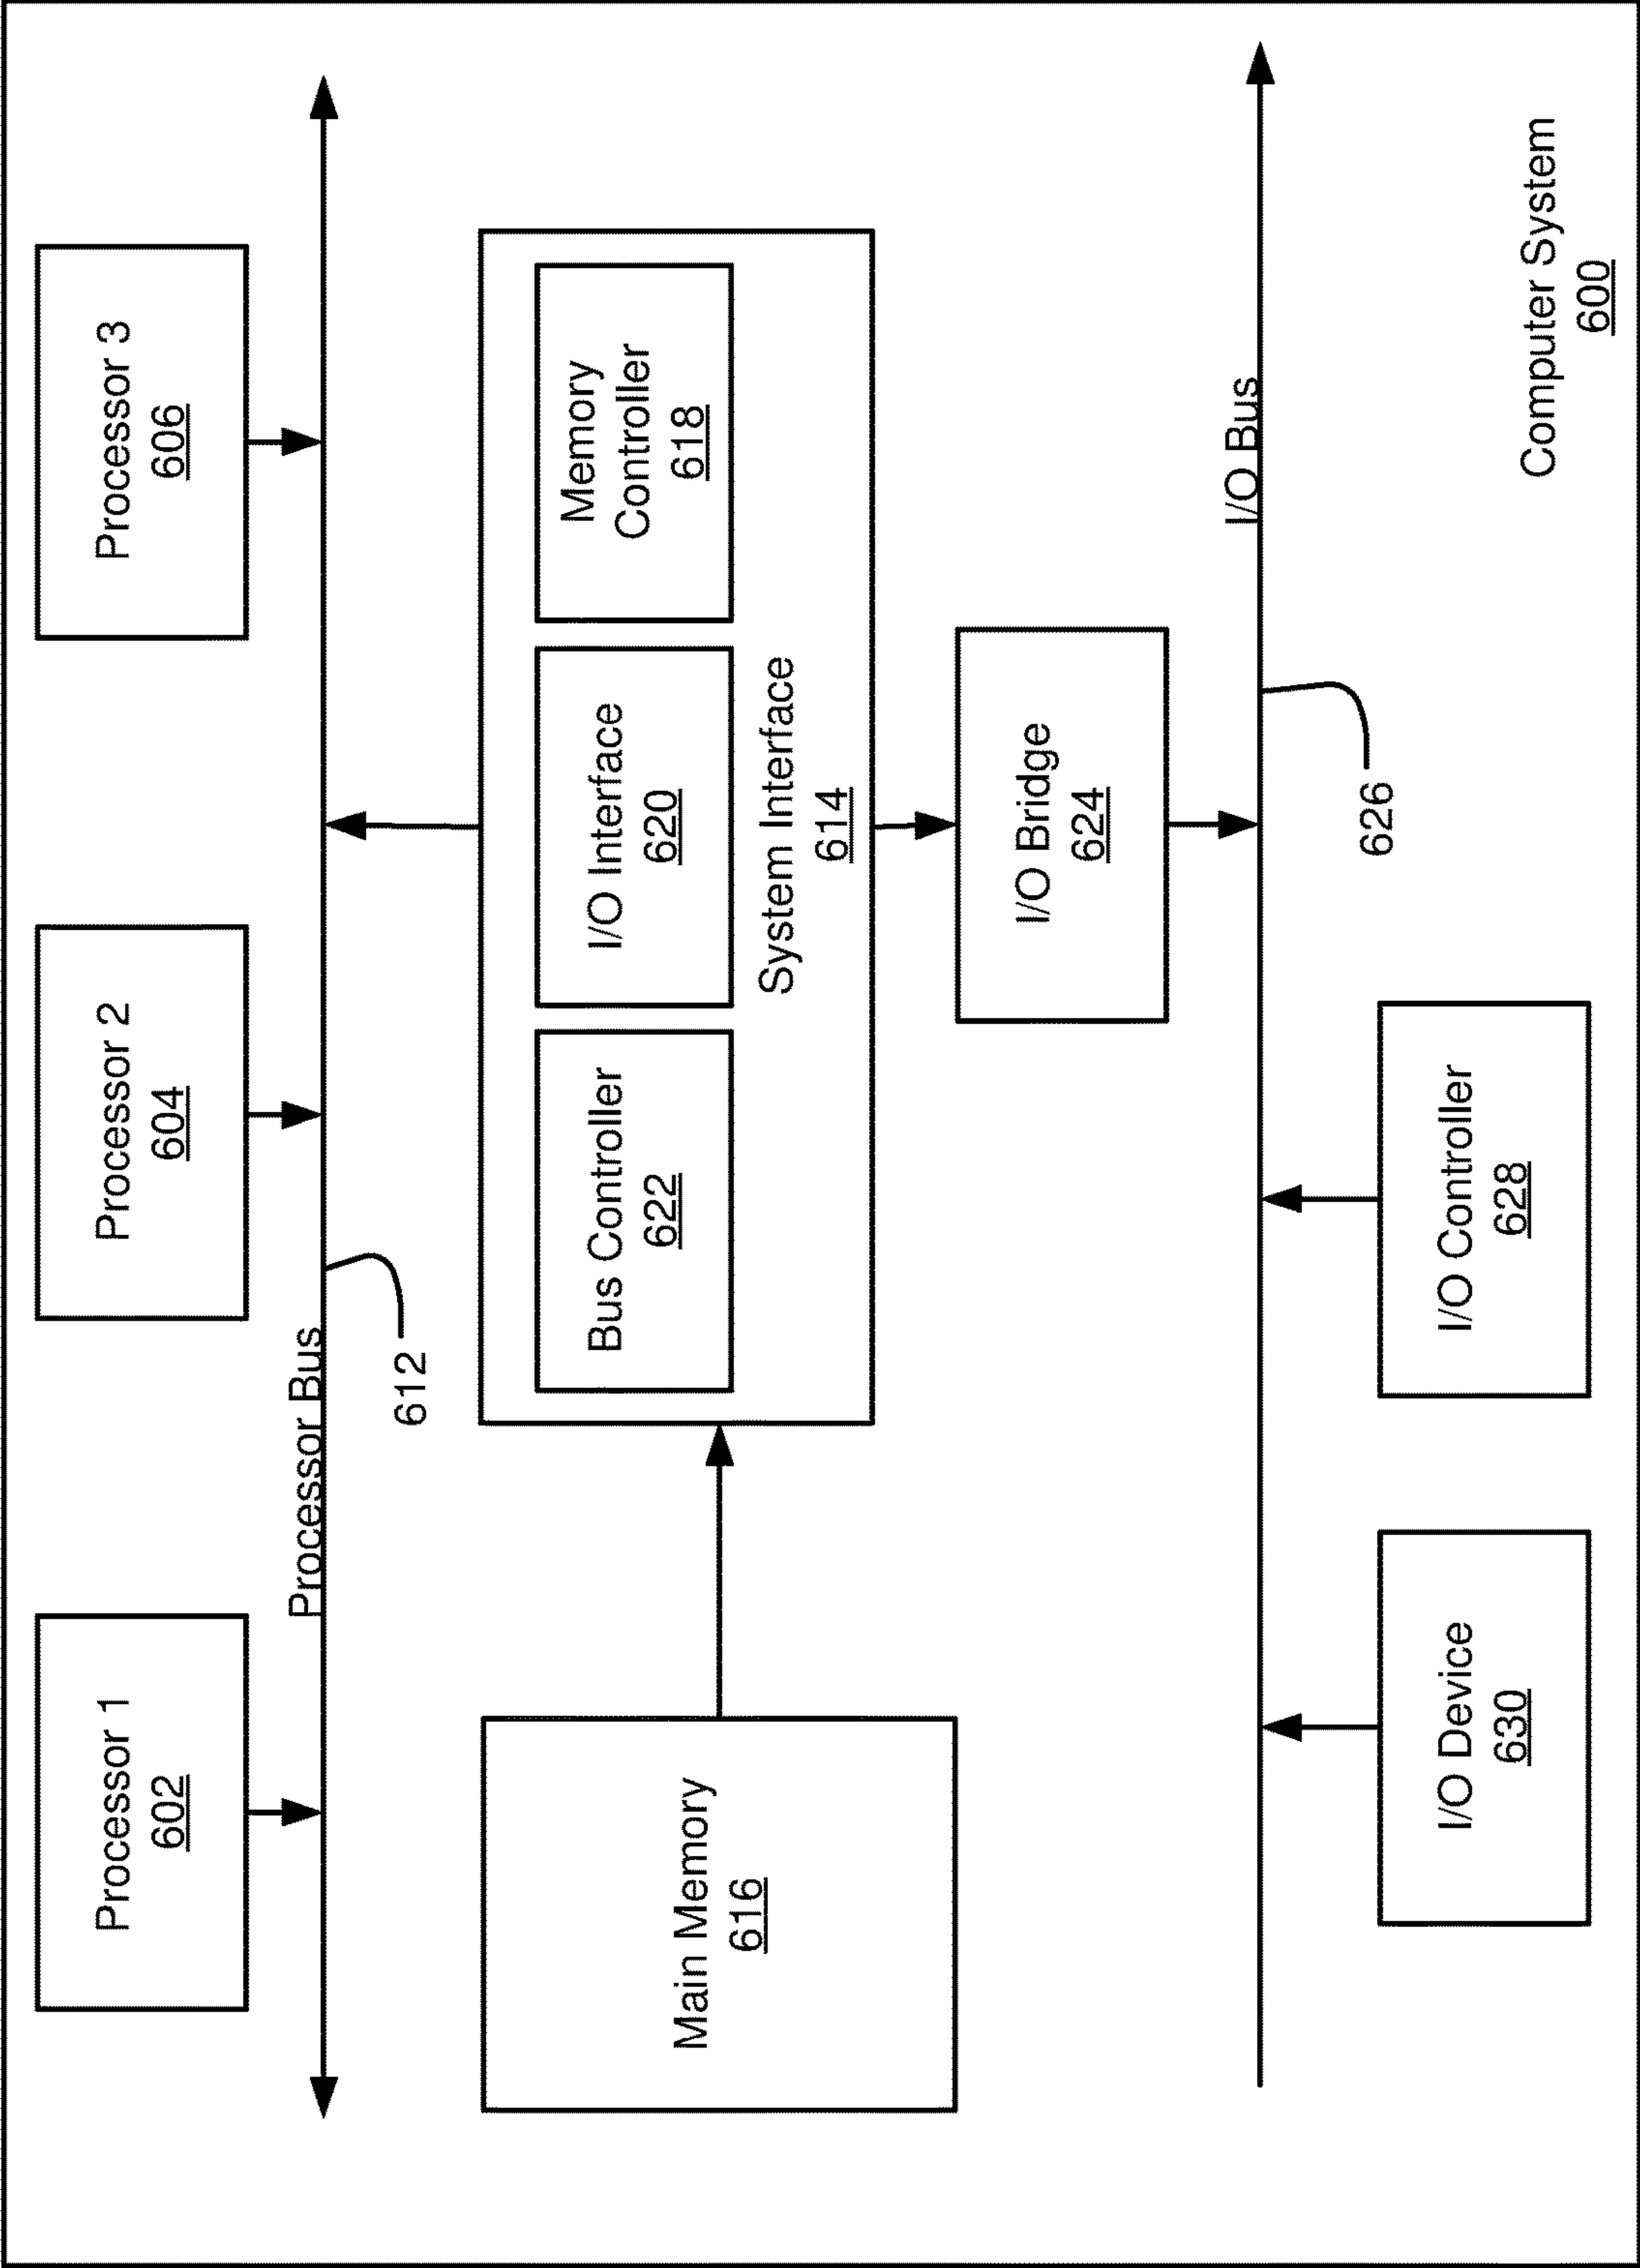 Processor 1
602
Processor 2
604
Processor 3
606
Processor Bus
612
Main Memory
616
Bus Controller
622
I/O Interface
620
Memory
Controller
618
System Interface
614
I/O Bridge
624
I/O Bus
626
I/O Device
630
I/O Controller
628
Computer System
600